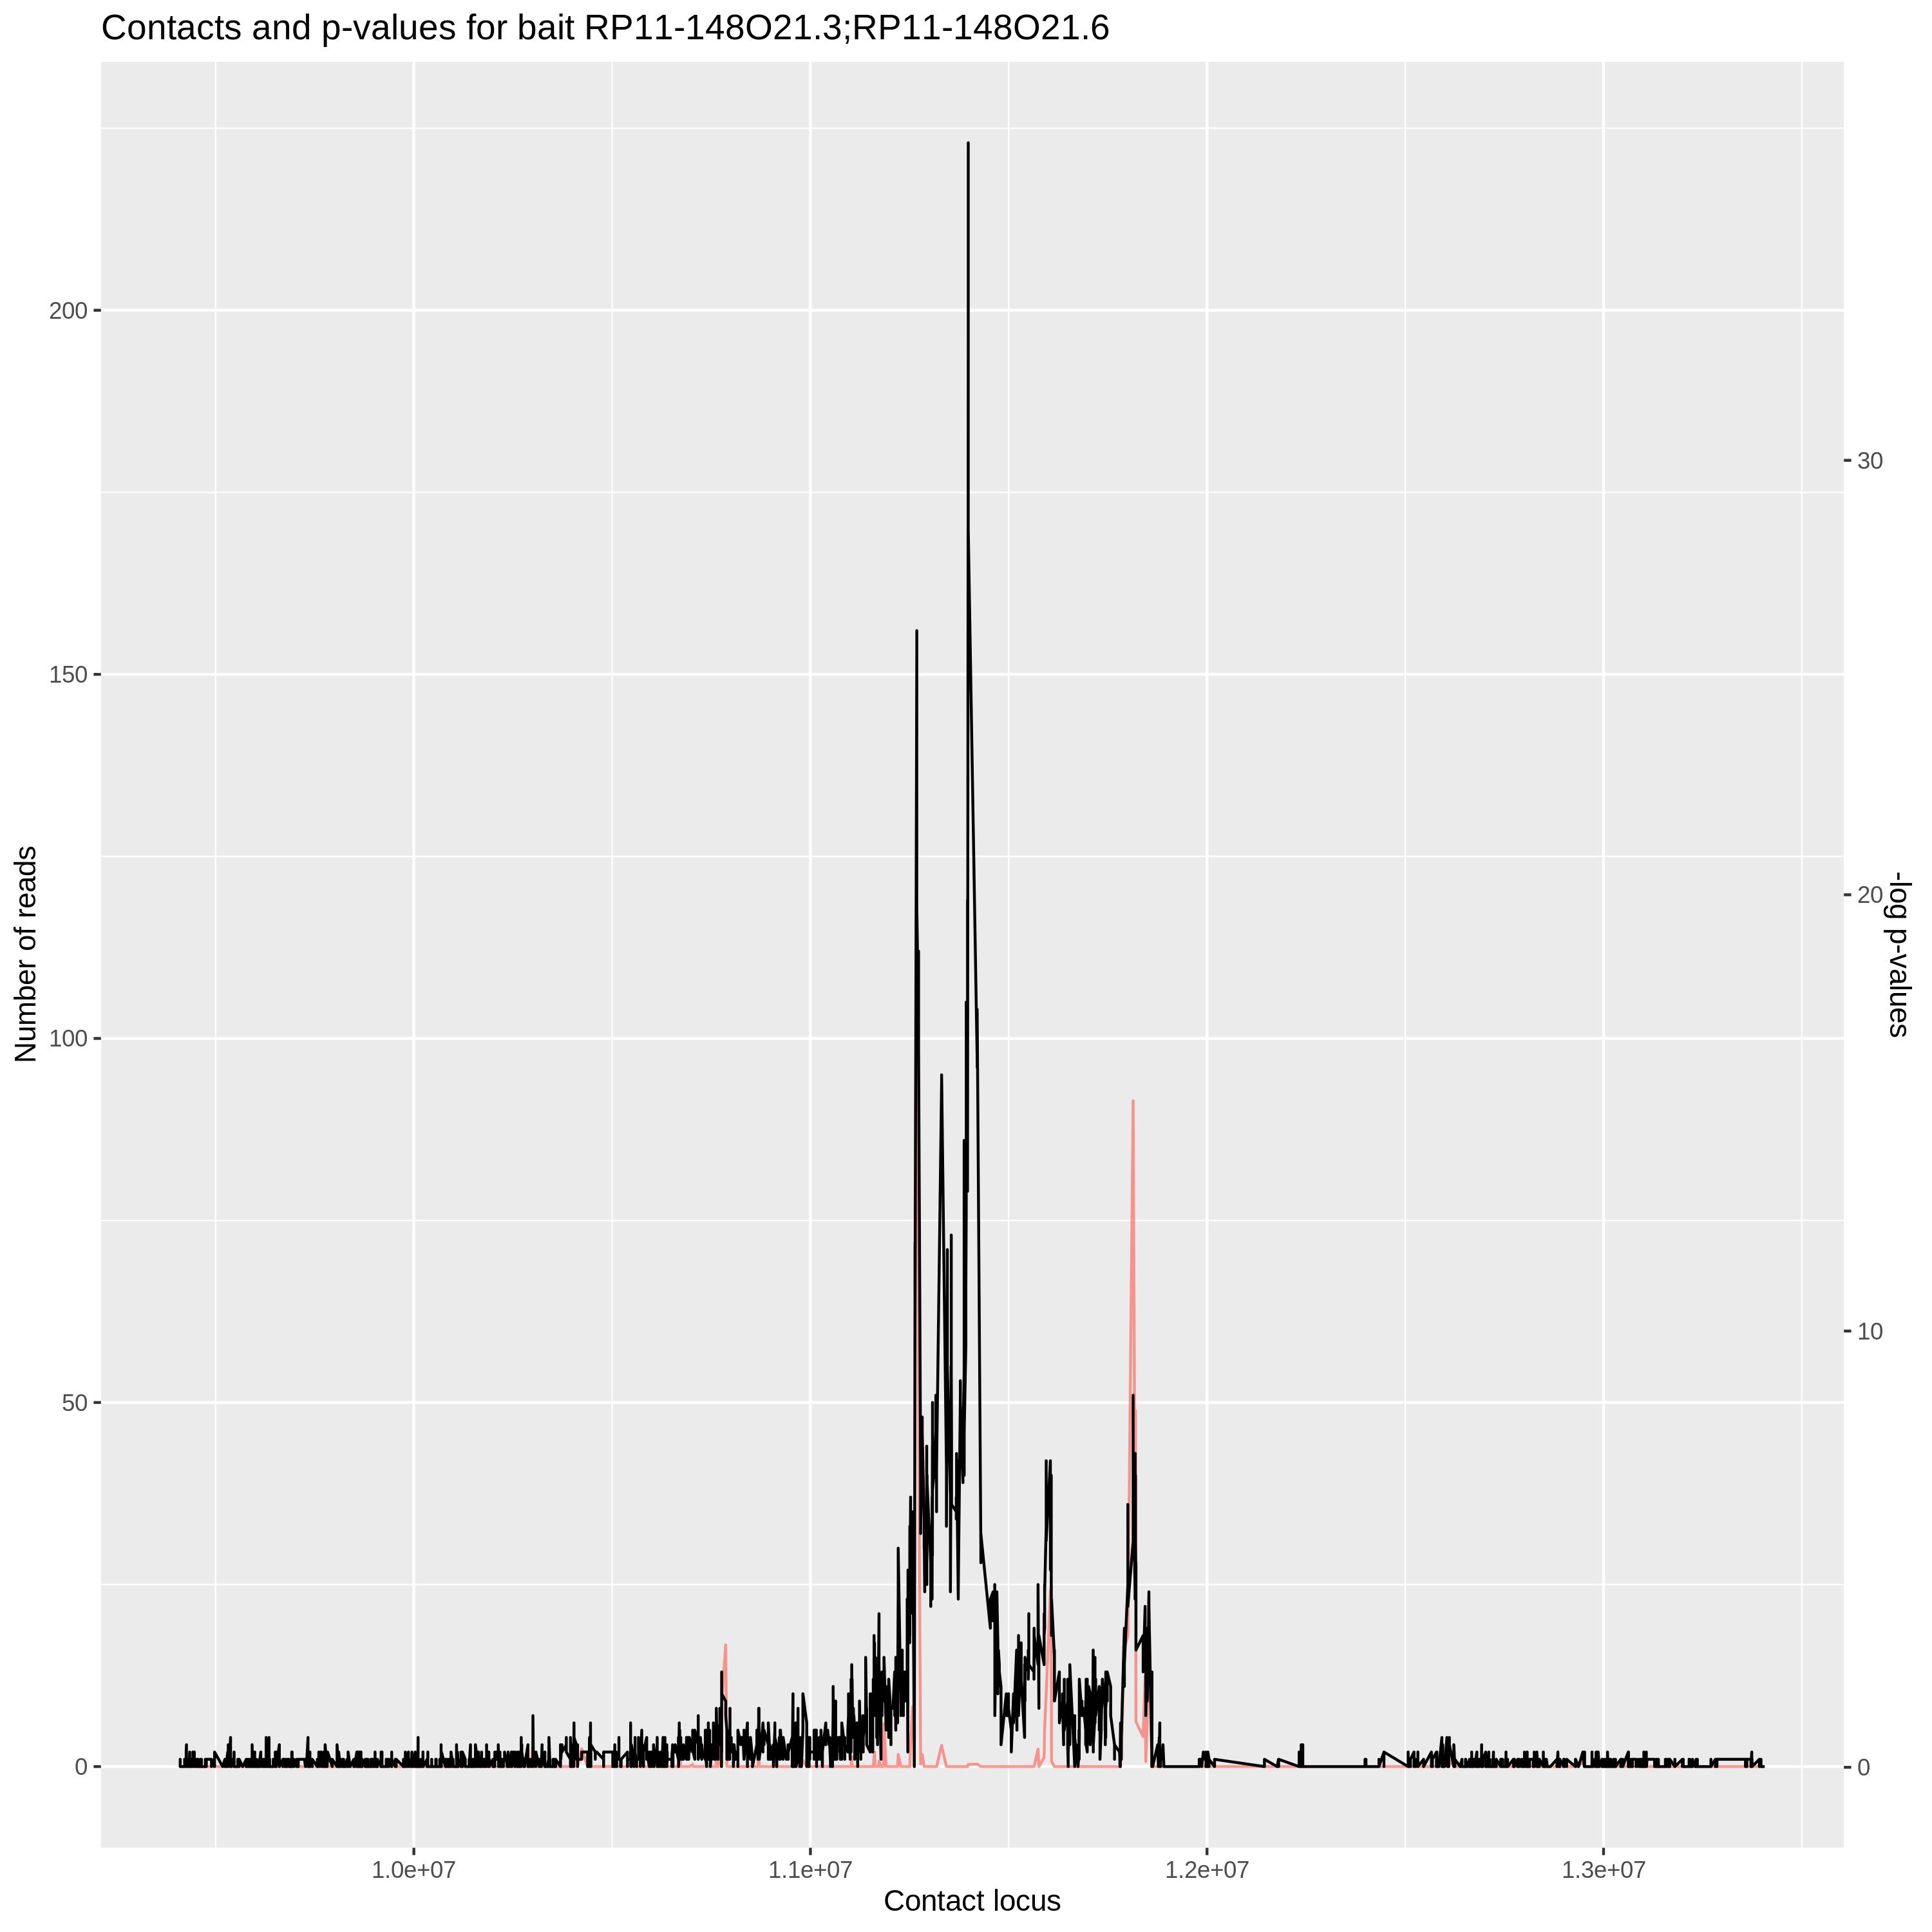 Contacts and p-values for bait RP11-148O21.3;RP11-148O21.6
200
150
100
50
0
Number of reads
30
20
10
0
-log p-values
1.0e+07
1.1e+07
1.2e+07
1.3e+07
Contact locus